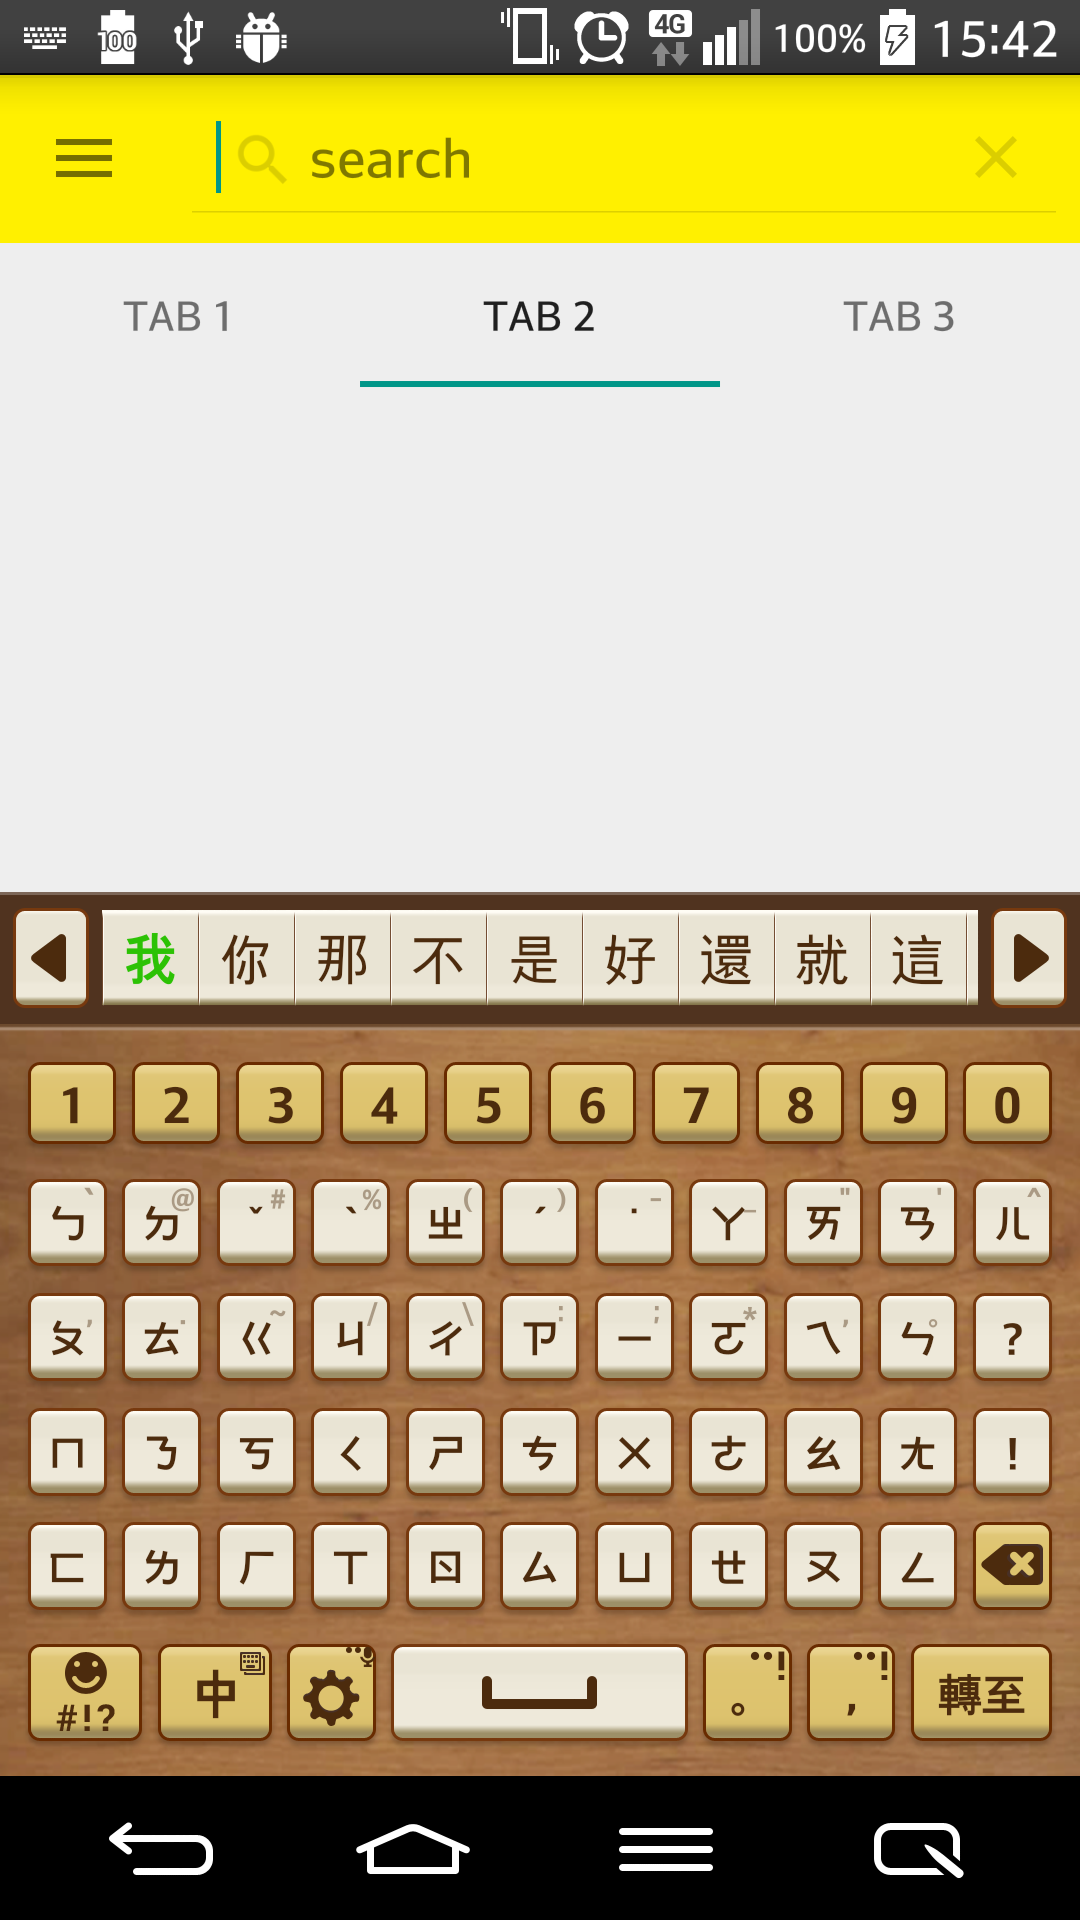 100 4G 100% 15:42
search
TAB 1 TAB 2 TAB 3
我 你 那 不 是 好 還 就 這
1 2 3 4 5 6 7 8 9 0
ㄅ ` ㄉ @ ˇ # ˋ % ㄓ ( ˊ ) ˙ - ㄚ _ ㄞ " ㄢ ' ㄦ ^
ㄆ , ㄊ . ㄍ ~ ㄐ / ㄔ \ ㄗ : ㄧ ; ㄛ * ㄟ , ㄣ ° ?
ㄇ ㄋ ㄎ ㄑ ㄕ ㄘ ㄨ ㄜ ㄠ ㄤ !
ㄈ ㄌ ㄏ ㄒ ㄖ ㄙ ㄩ ㄝ ㄡ ㄥ
#!? 中 。 ! , ! 轉至